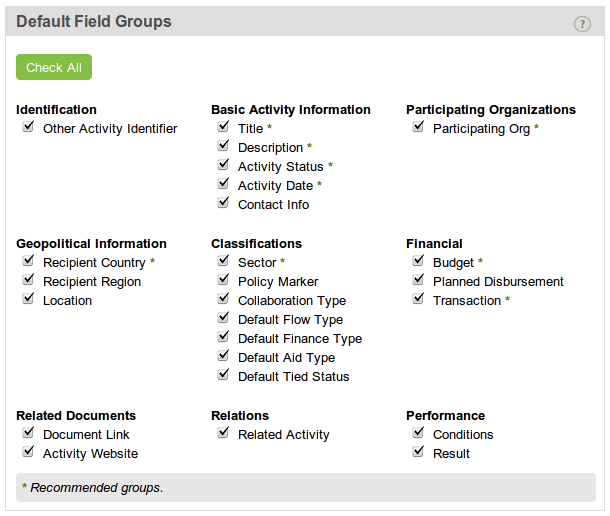 Default Field Groups
?
Check All
Identification
Other Activity Identifier
Basic Activity Information
Title *
Description *
Activity Status *
Activity Date *
Contact Info
Participating Organizations
Participating Org *
Geopolitical Information
Recipient Country *
Recipient Region
Location
Classifications
Sector *
Policy Marker
Collaboration Type
Default Flow Type
Default Finance Type
Default Aid Type
Default Tied Status
Financial
Budget *
Planned Disbursement
Transaction *
Related Documents
Document Link
Activity Website
Relations
Related Activity
Performance
Conditions
Result
* Recommended groups.